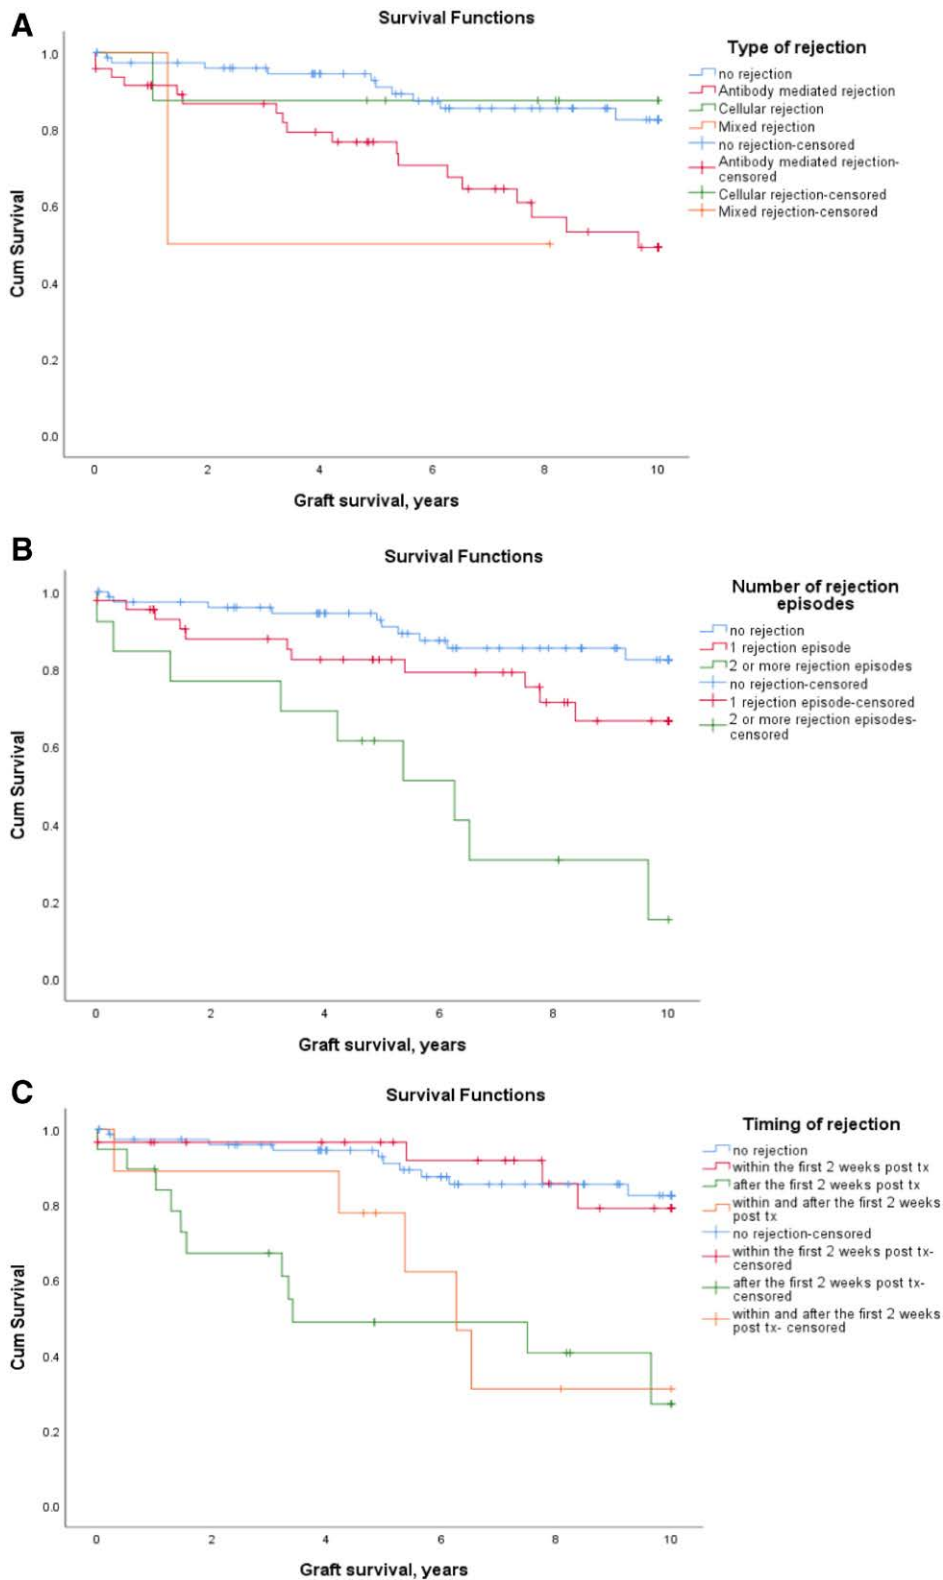 A
Survival Functions
Type of rejection
no rejection
Antibody mediated rejection
Cellular rejection
Mixed rejection
no rejection-censored
Antibody mediated rejection-
censored
Cellular rejection-censored
Mixed rejection-censored
Cum Survival
1.0
0.8
0.6
0.4
0.2
0.0
0 2 4 6 8 10
Graft survival, years
B
Survival Functions
Number of rejection
episodes
no rejection
1 rejection episode
2 or more rejection episodes
no rejection-censored
1 rejection episode-censored
2 or more rejection episodes-
censored
Cum Survival
1.0
0.8
0.6
0.4
0.2
0.0
0 2 4 6 8 10
Graft survival, years
C
Survival Functions
Timing of rejection
no rejection
within the first 2 weeks post tx
after the first 2 weeks post tx
within and after the first 2 weeks
post tx
no rejection-censored
within the first 2 weeks post tx-
censored
after the first 2 weeks post tx-
censored
within and after the first 2 weeks
post tx- censored
Cum Survival
1.0
0.8
0.6
0.4
0.2
0.0
0 2 4 6 8 10
Graft survival, years